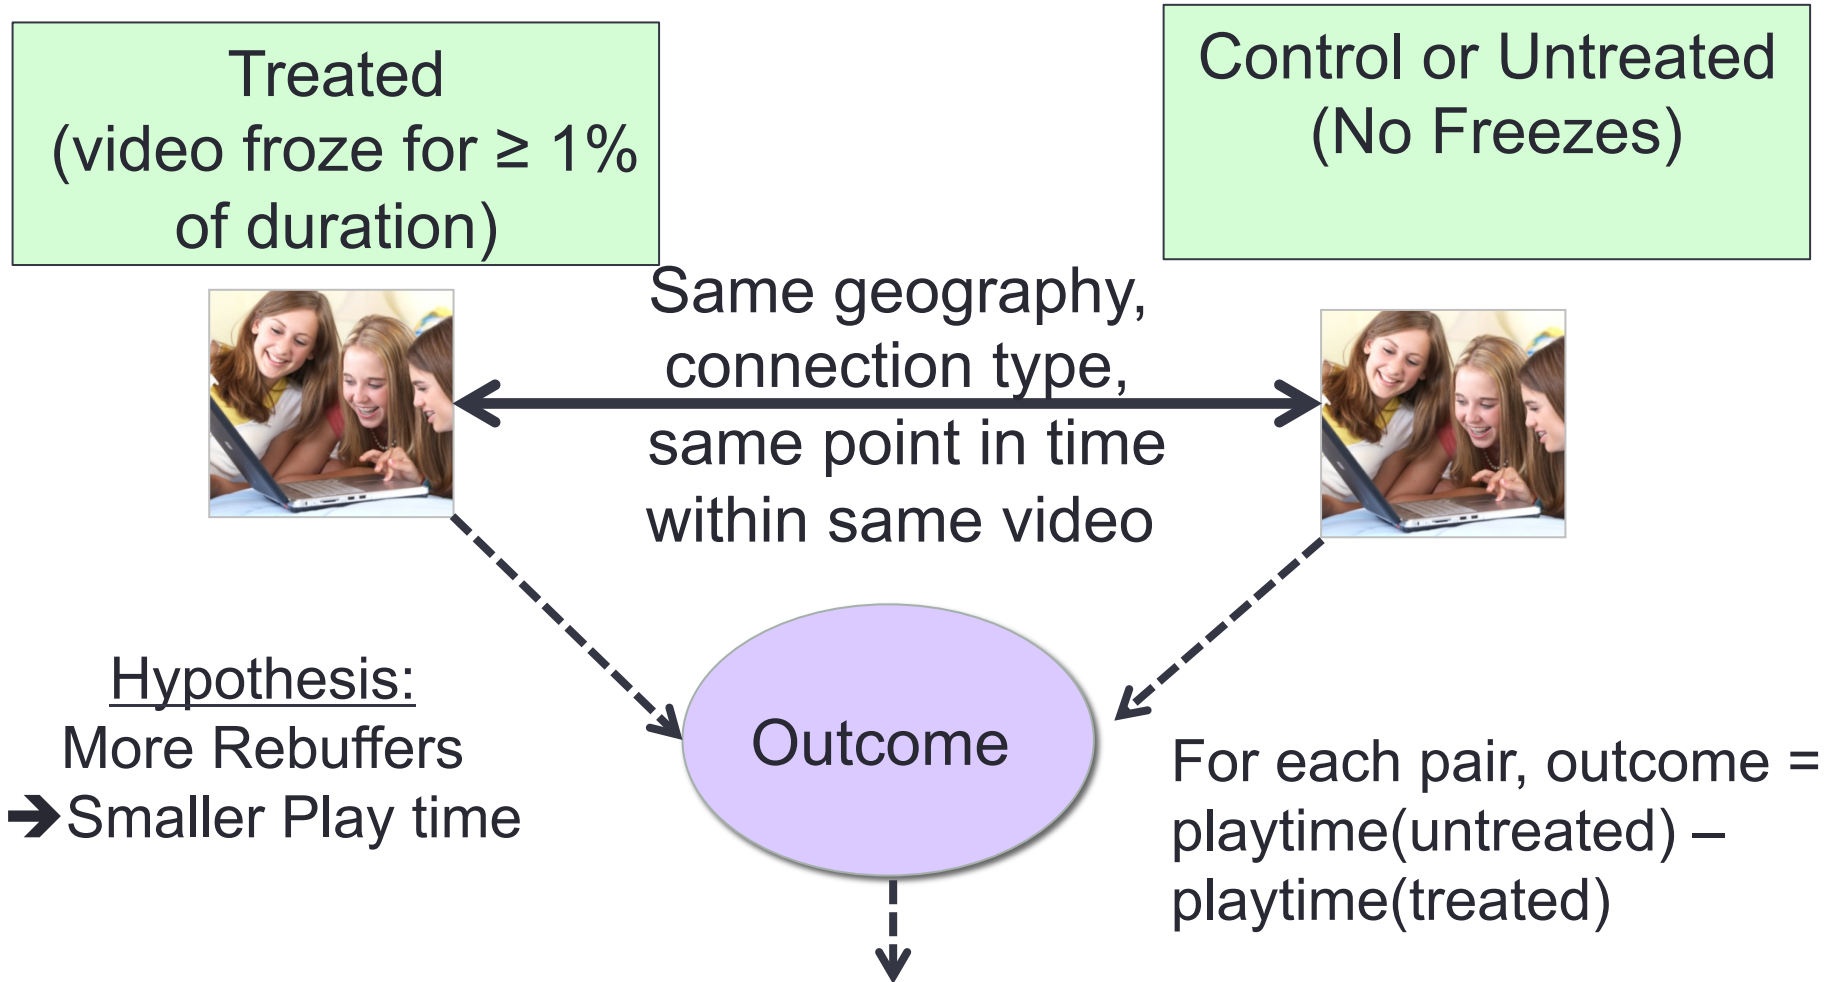 Treated
(video froze for ≥ 1%
of duration)
Control or Untreated
(No Freezes)
Same geography,
connection type,
same point in time
within same video
Hypothesis:
More Rebuffers
➔Smaller Play time
Outcome
For each pair, outcome =
playtime(untreated) –
playtime(treated)